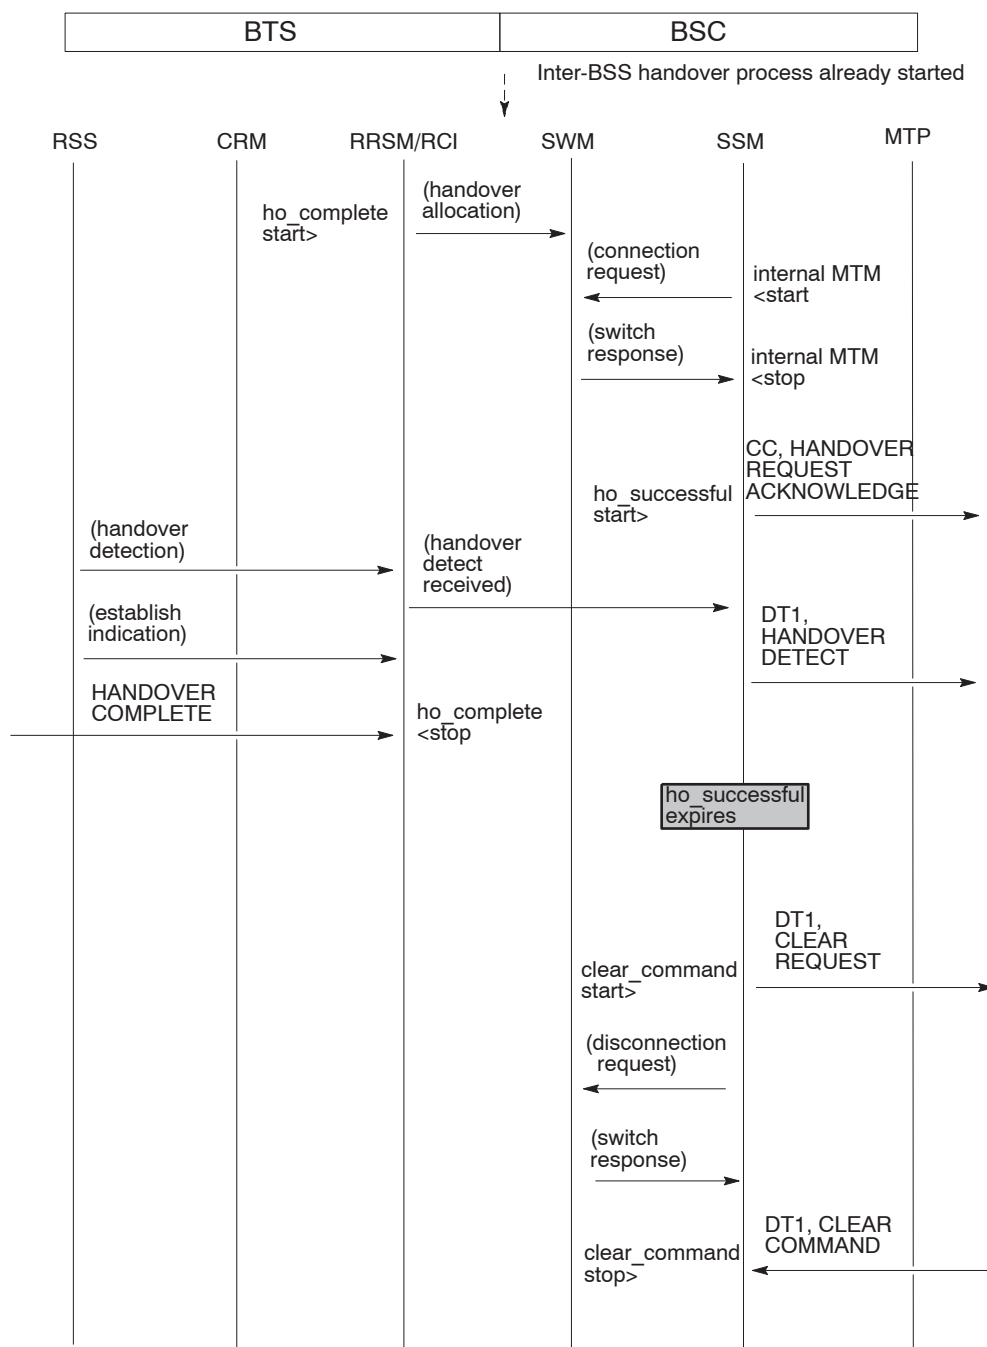 BTS
BSC
Inter-BSS handover process already started
RSS
CRM
RRSM/RCI
SWM
SSM
MTP
ho_complete
start>
(handover
allocation)
(connection
request)
internal MTM
<start
(switch
response)
internal MTM
<stop
CC, HANDOVER
REQUEST
ACKNOWLEDGE
ho_successful
start>
(handover
detection)
(handover
detect
received)
(establish
indication)
DT1,
HANDOVER
DETECT
HANDOVER
COMPLETE
ho_complete
<stop
ho_successful
expires
DT1,
CLEAR
REQUEST
clear_command
start>
(disconnection
request)
(switch
response)
DT1, CLEAR
COMMAND
clear_command
stop>